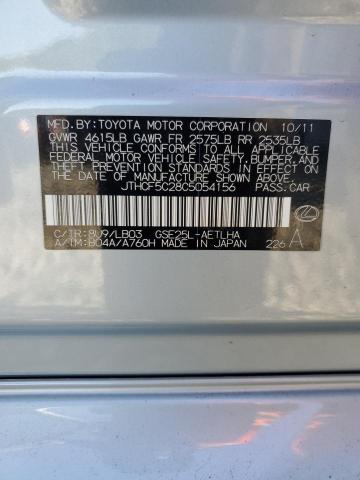 MFD.BY:TOYOTA MOTOR CORPORATION 10/11
GVWR 4615LB GAWR FR 2575LB RR 2535LB
THIS VEHICLE CONFORMS TO ALL APPLICABLE
FEDERAL MOTOR VEHICLE SAFETY,BUMPER,AND
THEFT PREVENTION STANDARDS IN EFFECT ON
THE DATE OF MANUFACTURE SHOWN ABOVE.
JTHCF5C28C5054156 PASS.CAR
C/TR:8U9/LB03 GSE25L-AETLHA
A/TM:B04A/A760H MADE IN JAPAN 226 A